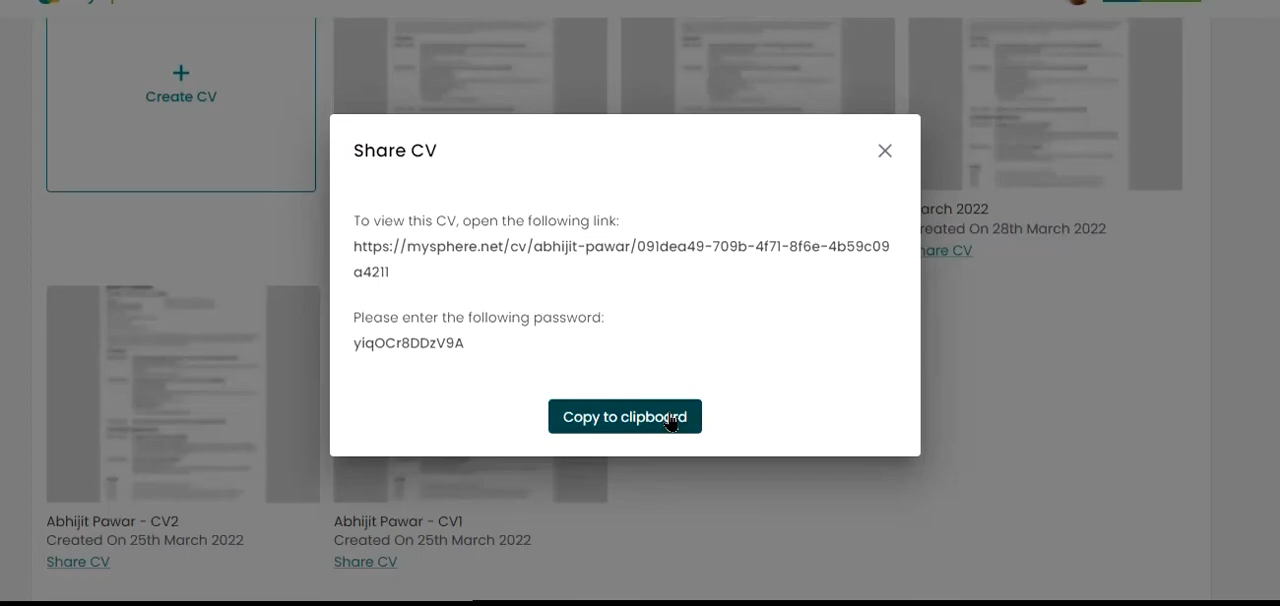 Create CV
Share CV
To view this CV, open the following link:
https://mysphere.net/cv/abhijit-pawar/091dea49-709b-4f71-8f6e-4b59c09
a4211
Please enter the following password:
yiqOCr8DDzV9A
Copy to clipboard
arch 2022
reated On 28th March 2022
hare CV
Abhijit Pawar - CV2
Created On 25th March 2022
Share CV
Abhijit Pawar - CV1
Created On 25th March 2022
Share CV